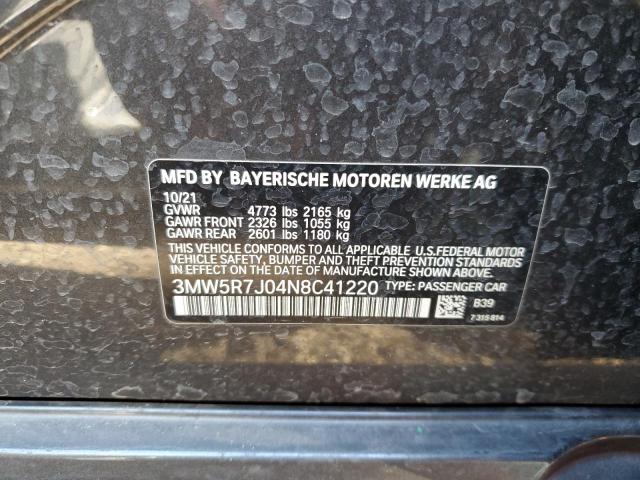 MFD BY BAYERISCHE MOTOREN WERKE AG
10/21
GVWR 4773 lbs 2165 kg
GAWR FRONT 2326 lbs 1055 kg
GAWR REAR 2601 lbs 1180 kg
THIS VEHICLE CONFORMS TO ALL APPLICABLE U.S. FEDERAL MOTOR
VEHICLE SAFETY, BUMPER AND THEFT PREVENTION STANDARDS
IN EFFECT ON THE DATE OF MANUFACTURE SHOWN ABOVE.
3MW5R7J04N8C41220 TYPE: PASSENGER CAR
B39
7 315 814